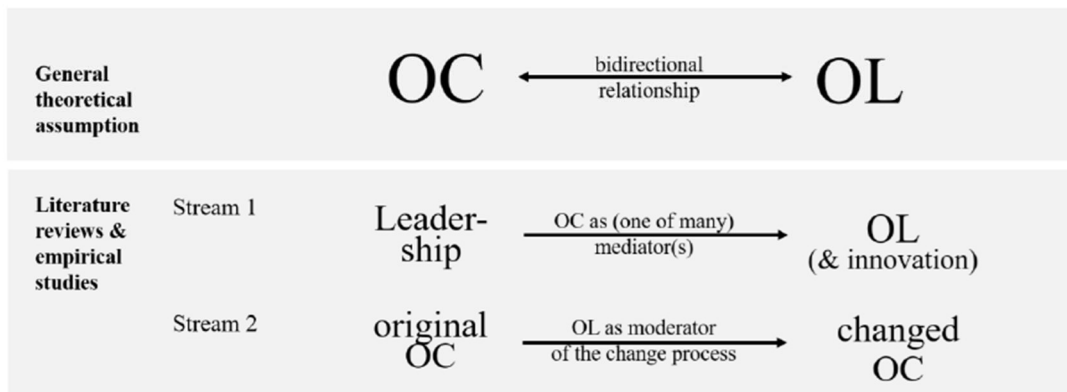 General
theoretical
assumption
OC
bidirectional
relationship
OL
Literature
reviews &
empirical
studies
Stream 1
Leader-
ship
OC as (one of many)
mediator(s)
OL
(& innovation)
Stream 2
original
OC
OL as moderator
of the change process
changed
OC